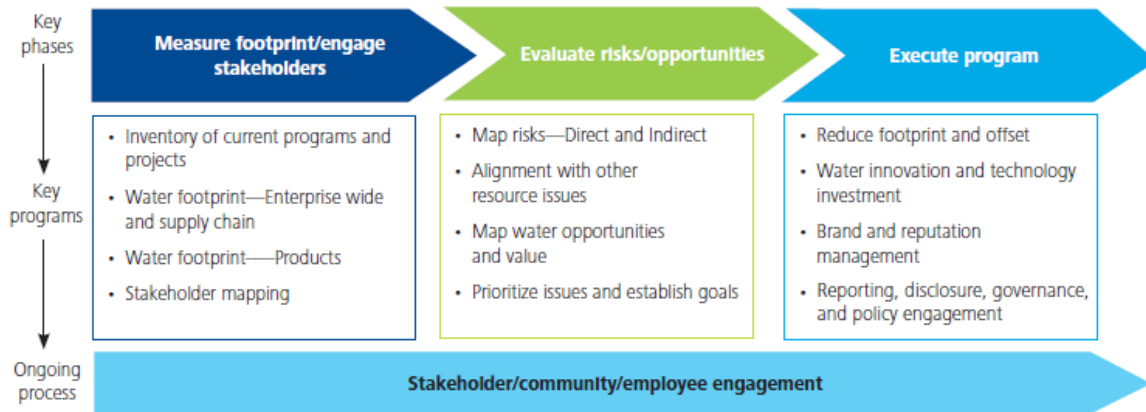 Key
phases
Measure footprint/engage
stakeholders
Evaluate risks/opportunities
Execute program
Key
programs
• Inventory of current programs and
projects
• Water footprint—Enterprise wide
and supply chain
• Water footprint——Products
• Stakeholder mapping
• Map risks—Direct and Indirect
• Alignment with other
resource issues
• Map water opportunities
and value
• Prioritize issues and establish goals
• Reduce footprint and offset
• Water innovation and technology
investment
• Brand and reputation
management
• Reporting, disclosure, governance,
and policy engagement
Ongoing
process
Stakeholder/community/employee engagement